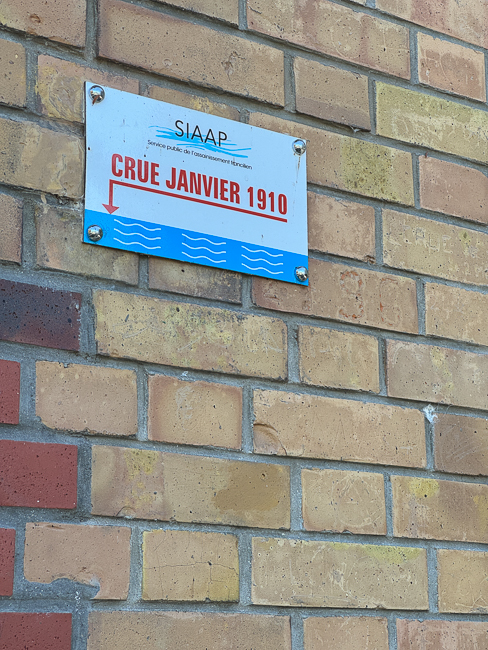 SIAAP
Service public de l'assainissement francilien
CRUE JANVIER 1910